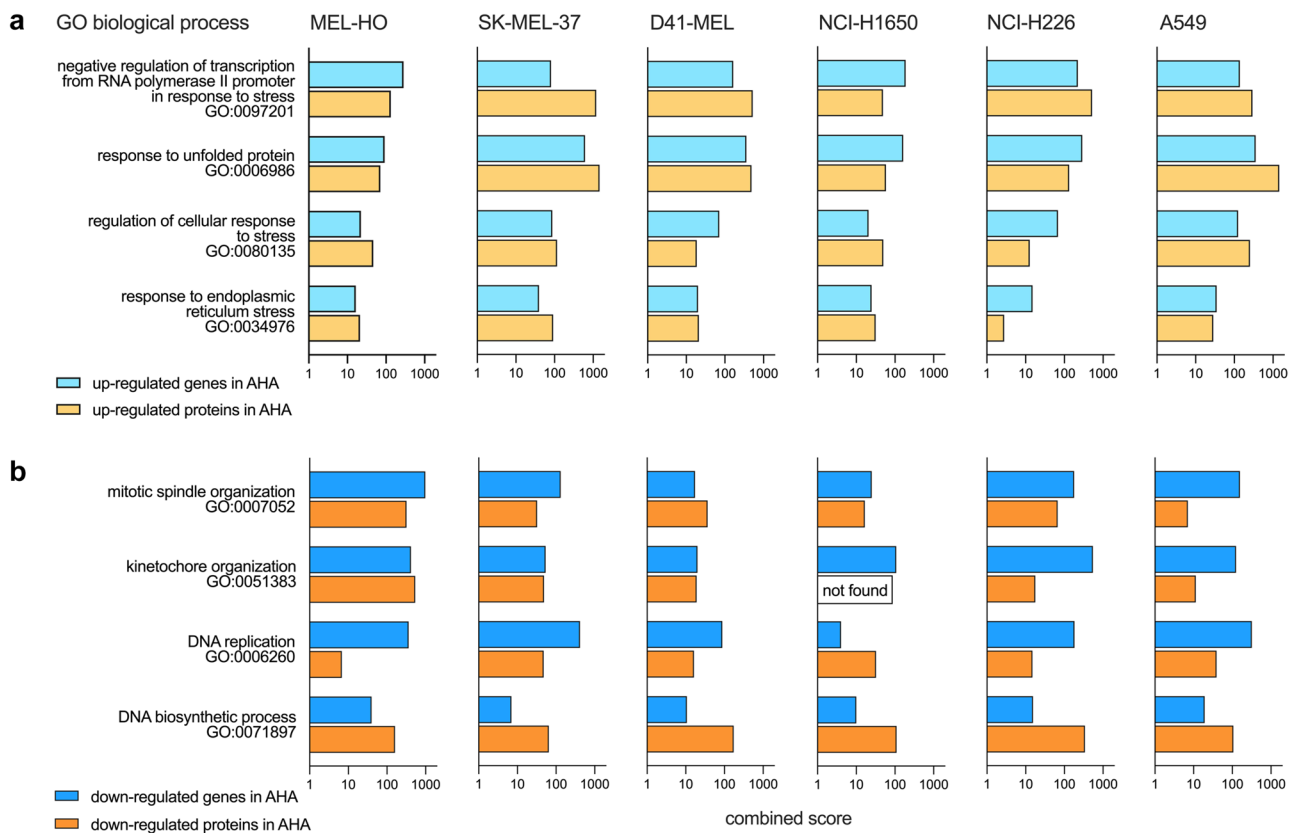 a
GO biological process
MEL-HO
SK-MEL-37
D41-MEL
NCI-H1650
NCI-H226
A549
negative regulation of transcription
from RNA polymerase II promoter
in response to stress
GO:0097201
response to unfolded protein
GO:0006986
regulation of cellular response
to stress
GO:0080135
response to endoplasmic
reticulum stress
GO:0034976
1 10 100 1000
1 10 100 1000
1 10 100 1000
1 10 100 1000
1 10 100 1000
1 10 100 1000
up-regulated genes in AHA
up-regulated proteins in AHA
b
mitotic spindle organization
GO:0007052
kinetochore organization
GO:0051383
not found
DNA replication
GO:0006260
DNA biosynthetic process
GO:0071897
1 10 100 1000
1 10 100 1000
1 10 100 1000
1 10 100 1000
1 10 100 1000
1 10 100 1000
down-regulated genes in AHA
down-regulated proteins in AHA
combined score